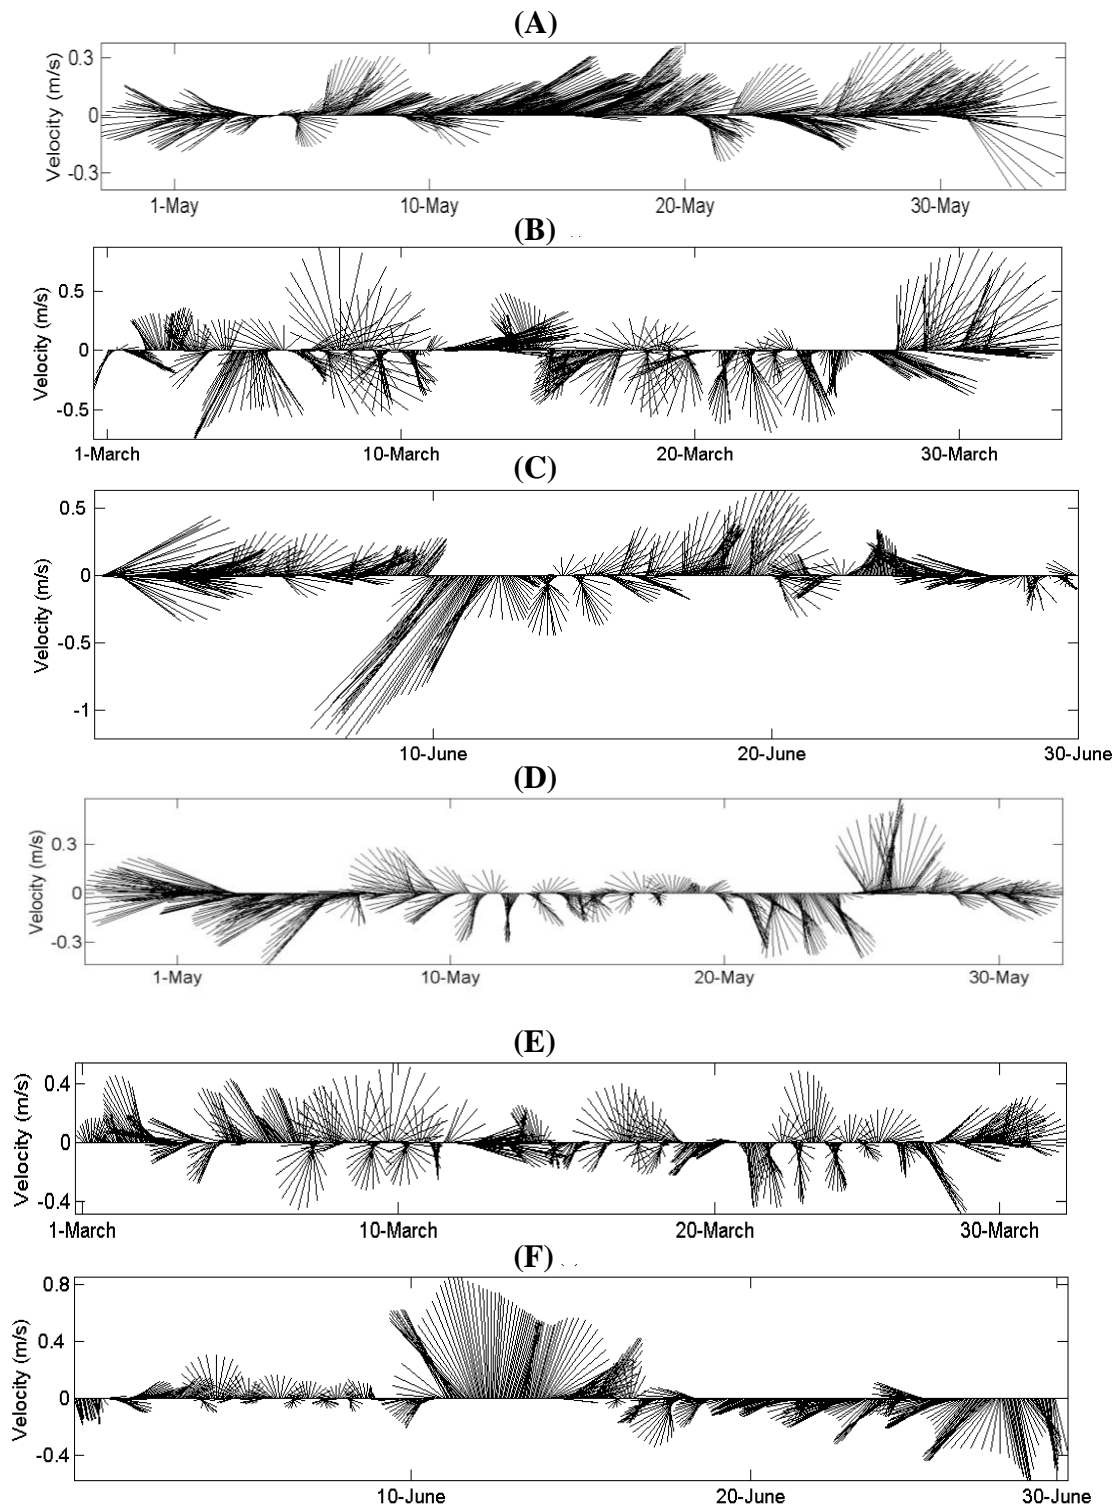 (A)
Velocity (m/s)
0.3
0
-0.3
1-May
10-May
20-May
30-May
(B)
Velocity (m/s)
0.5
0
-0.5
1-March
10-March
20-March
30-March
(C)
Velocity (m/s)
0.5
0
-0.5
-1
10-June
20-June
30-June
(D)
Velocity (m/s)
0.3
0
-0.3
1-May
10-May
20-May
30-May
(E)
Velocity (m/s)
0.4
0
-0.4
1-March
10-March
20-March
30-March
(F)
Velocity (m/s)
0.8
0.4
0
-0.4
10-June
20-June
30-June